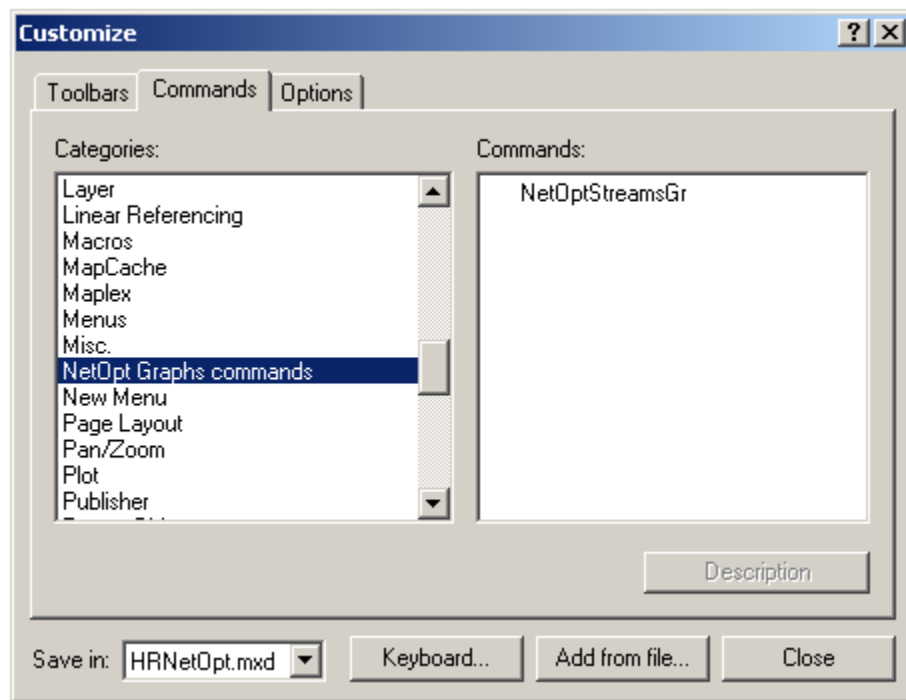 Customize
Toolbars Commands Options
Categories:
Commands:
Layer
Linear Referencing
Macros
MapCache
Maplex
Menus
Misc.
NetOpt Graphs commands
New Menu
Page Layout
Pan/Zoom
Plot
Publisher
NetOptStreamsGr
Description
Save in: HRNetOpt.mxd Keyboard... Add from file... Close